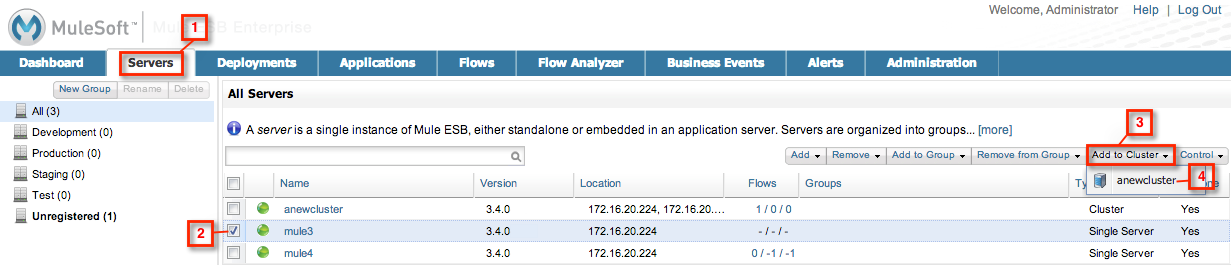 Welcome, Administrator Help | Log Out
MuleSoft™ Mule ESB Enterprise
1
Dashboard Servers Deployments Applications Flows Flow Analyzer Business Events Alerts Administration
New Group Rename Delete
All (3)
Development (0)
Production (0)
Staging (0)
Test (0)
Unregistered (1)
All Servers
A server is a single instance of Mule ESB, either standalone or embedded in an application server. Servers are organized into groups... [more]
3
Add Remove Add to Group Remove from Group Add to Cluster Control
anewcluster 4
Name Version Location Flows Groups
anewcluster 3.4.0 172.16.20.224, 172.16.20.... 1 / 0 / 0 Cluster Yes
2 mule3 3.4.0 172.16.20.224 - / - / - Single Server Yes
mule4 3.4.0 172.16.20.224 0 / -1 / -1 Single Server Yes